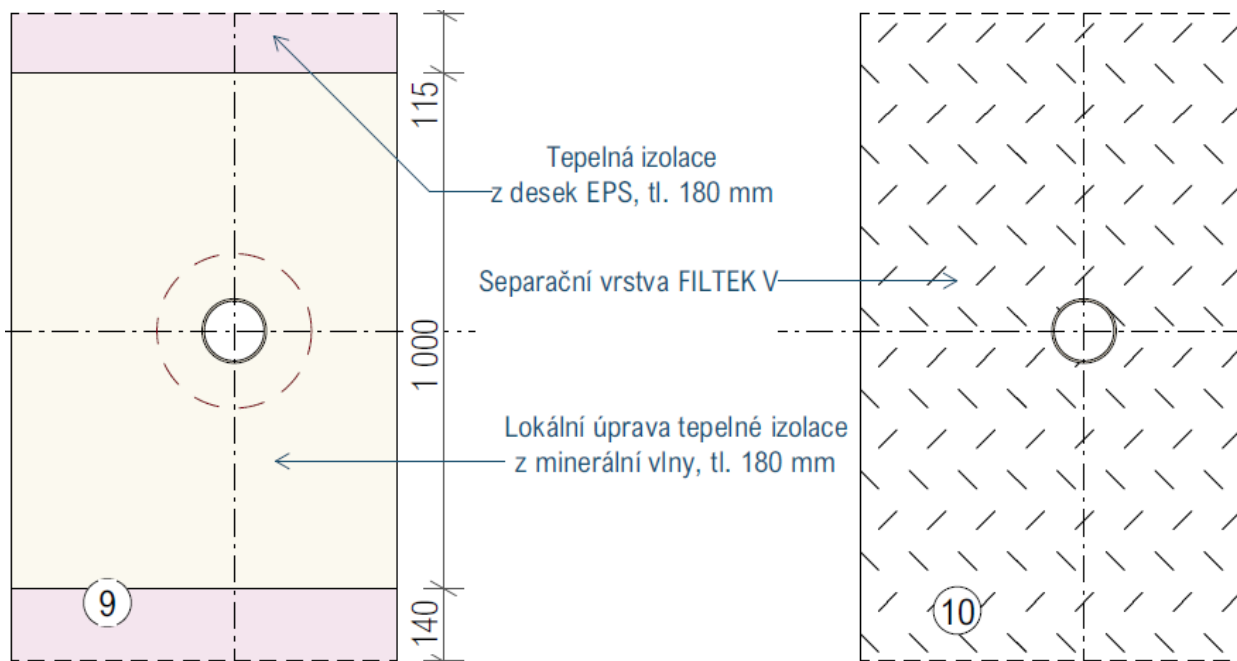 115
Tepelná izolace
z desek EPS, tl. 180 mm
Separační vrstva FILTEK V
1 000
Lokální úprava tepelné izolace
z minerální vlny, tl. 180 mm
9
140
10